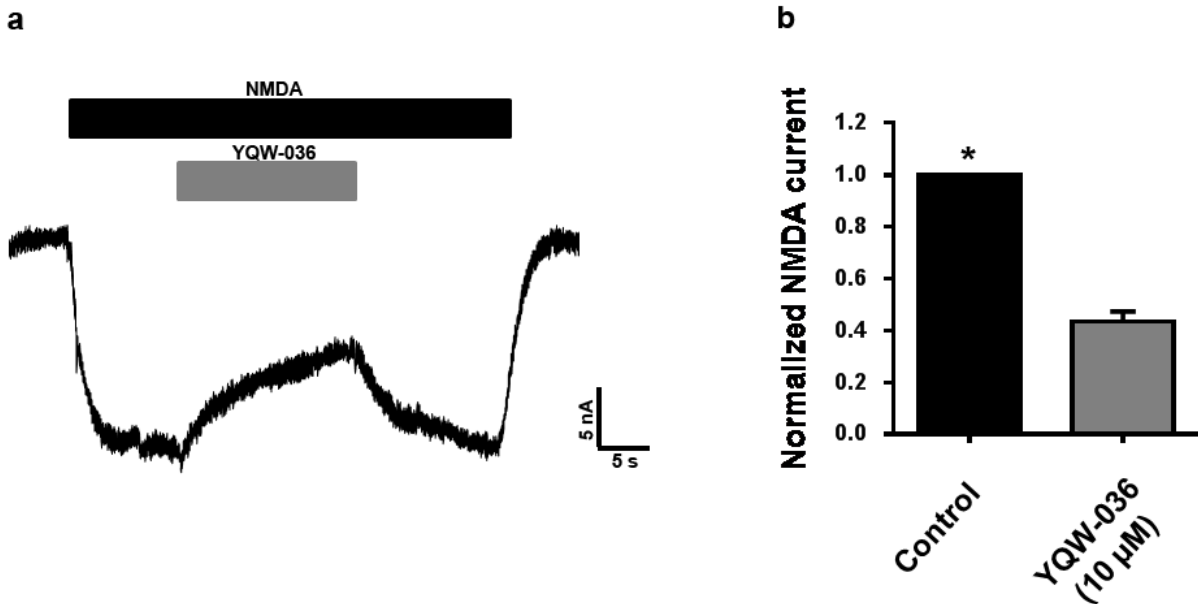 a
NMDA
YQW-036
5 nA
5 s
b
Normalized NMDA current
1.2
1.0
0.8
0.6
0.4
0.2
0.0
*
Control
YQW-036
(10 µM)